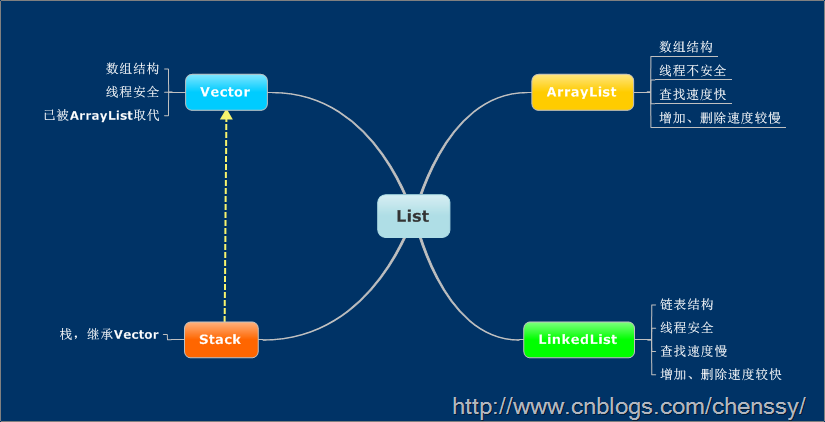 数组结构
线程安全
已被ArrayList取代
Vector
ArrayList
数组结构
线程不安全
查找速度快
增加、删除速度较慢
List
栈，继承Vector
Stack
LinkedList
链表结构
线程安全
查找速度慢
增加、删除速度较快
http://www.cnblogs.com/chenssy/